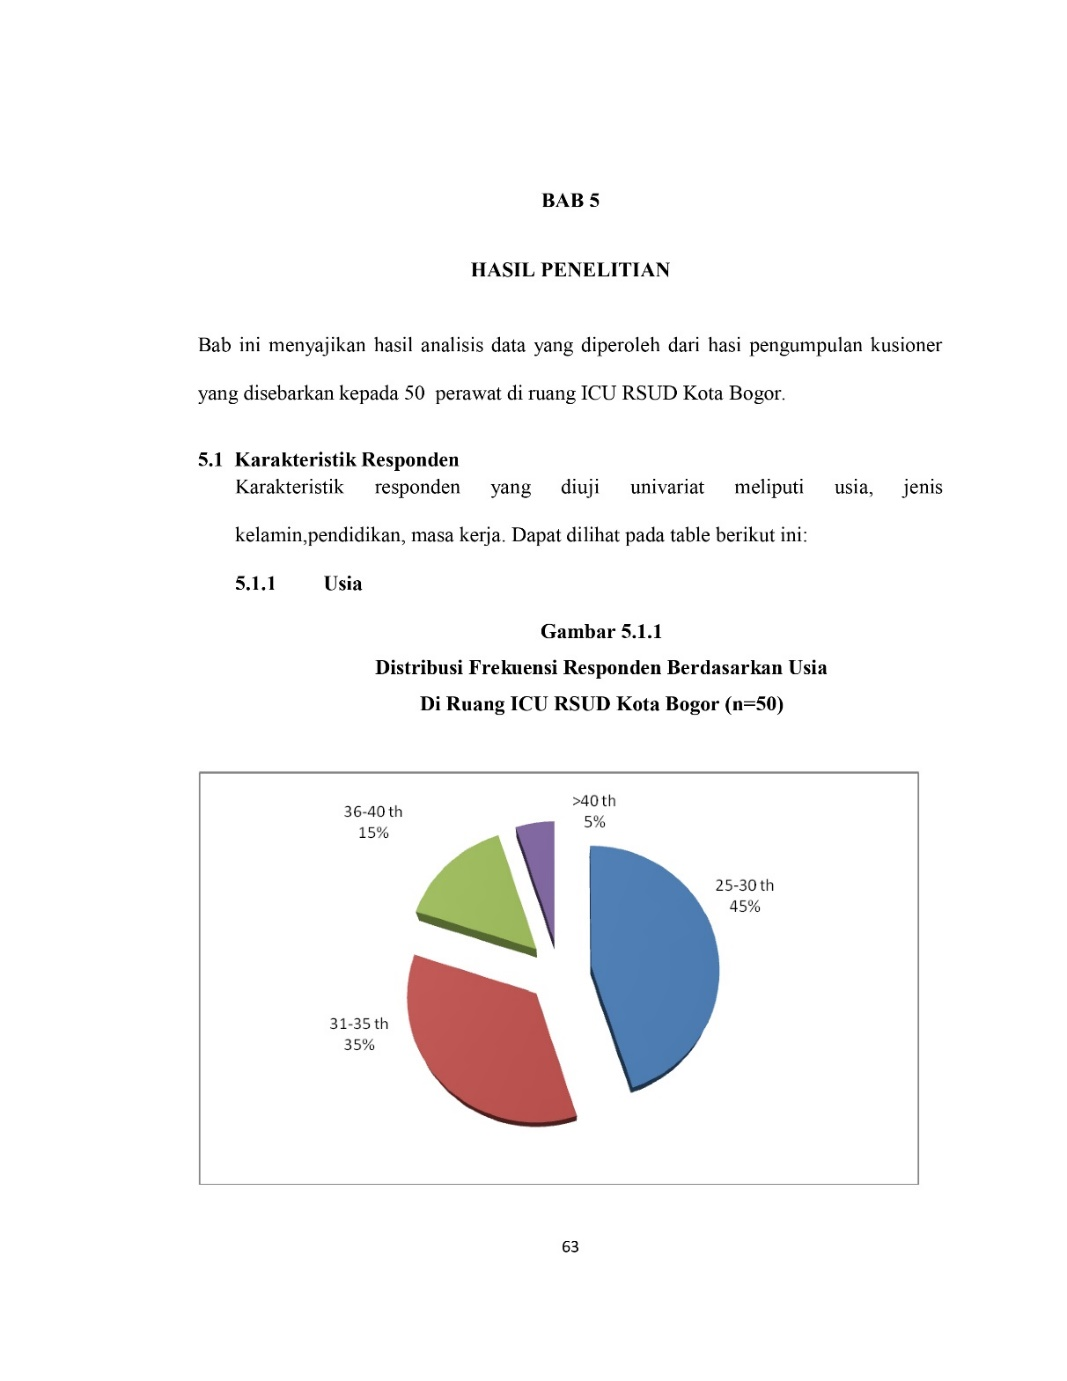 BAB 5
HASIL PENELITIAN
Bab ini menyajikan hasil analisis data yang diperoleh dari hasi pengumpulan kusioner
yang disebarkan kepada 50 perawat di ruang ICU RSUD Kota Bogor.
5.1 Karakteristik Responden
Karakteristik responden yang diuji univariat meliputi usia, jenis
kelamin,pendidikan, masa kerja. Dapat dilihat pada table berikut ini:
5.1.1 Usia
Gambar 5.1.1
Distribusi Frekuensi Responden Berdasarkan Usia
Di Ruang ICU RSUD Kota Bogor (n=50)
>40 th
5%
36-40 th
15%
25-30 th
45%
31-35 th
35%
63